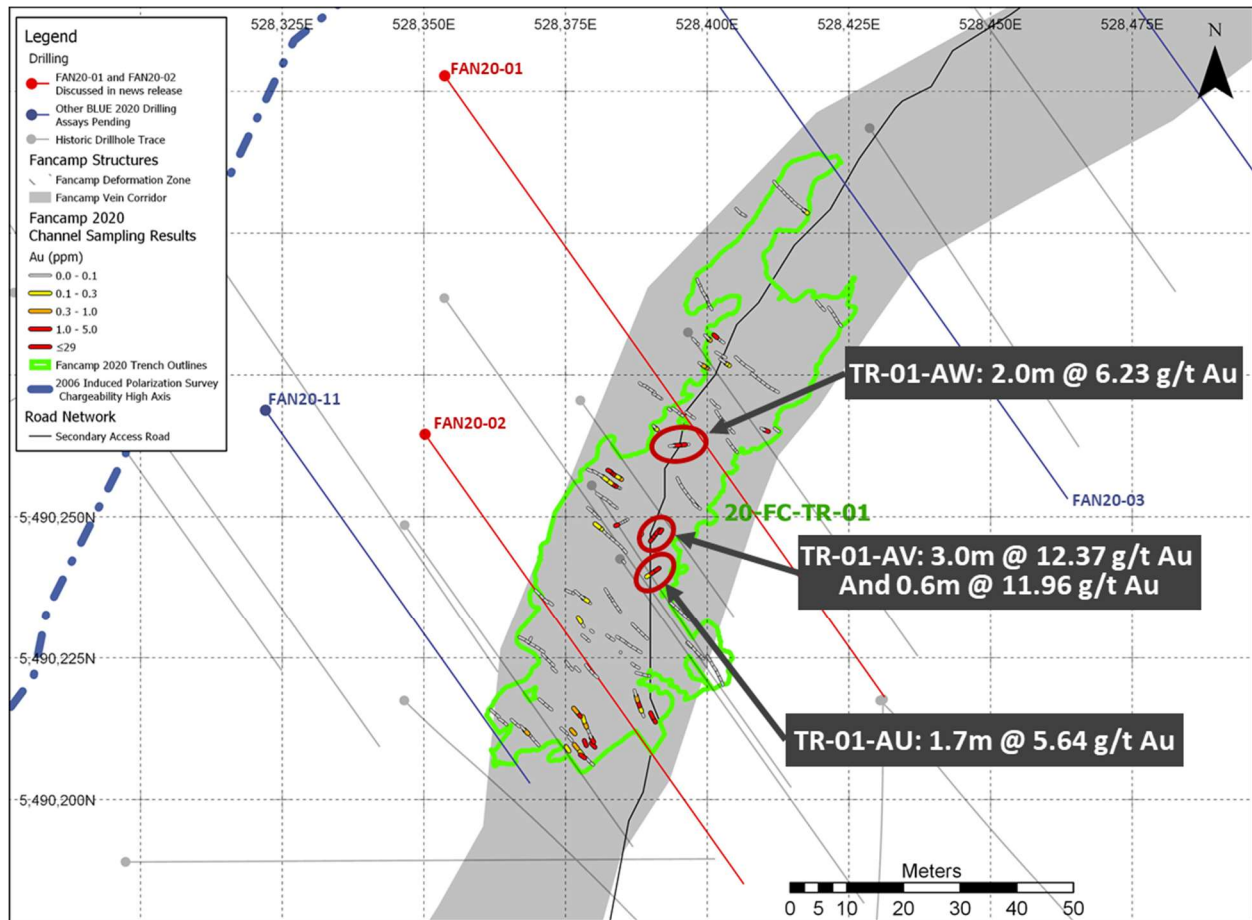 528,325E
528,350E
528,375E
528,400E
528,425E
528,450E
528,475E
N
Legend
Drilling
FAN20-01 and FAN20-02
Discussed in news release
Other BLUE 2020 Drilling
Assays Pending
Historic Drillhole Trace
Fancamp Structures
Fancamp Deformation Zone
Fancamp Vein Corridor
Fancamp 2020
Channel Sampling Results
Au (ppm)
0.0 - 0.1
0.1 - 0.3
0.3 - 1.0
1.0 - 5.0
≤29
Fancamp 2020 Trench Outlines
2006 Induced Polarization Survey
Chargeability High Axis
Road Network
Secondary Access Road
FAN20-01
FAN20-11
FAN20-02
TR-01-AW: 2.0m @ 6.23 g/t Au
FAN20-03
5,490,250N
20-FC-TR-01
TR-01-AV: 3.0m @ 12.37 g/t Au
And 0.6m @ 11.96 g/t Au
5,490,225N
TR-01-AU: 1.7m @ 5.64 g/t Au
5,490,200N
Meters
0 5 10 20 30 40 50